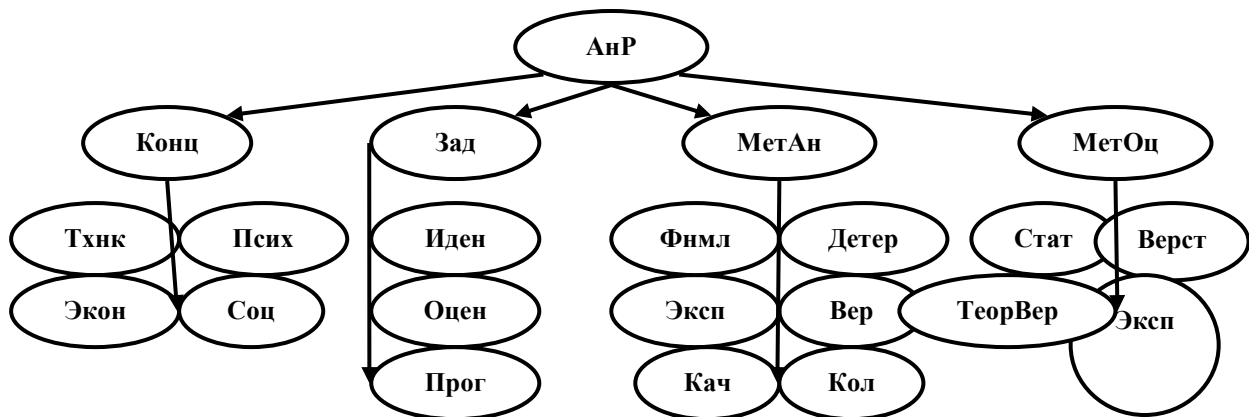 АнР
Конц
Зад
МетАн
МетОц
Тхнк
Псих
Иден
Фнмл
Детер
Стат
Верст
Экон
Соц
Оцен
Эксп
Вер
ТеорВер
Эксп
Прог
Кач
Кол